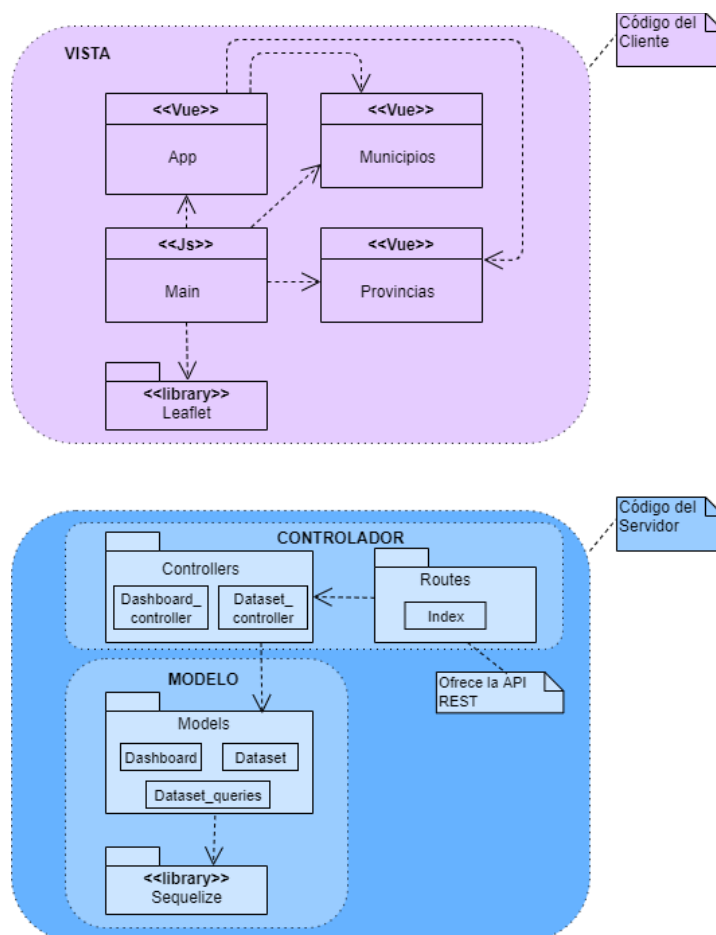 Código del
Cliente
VISTA
<<Vue>>
App
<<Vue>>
Municipios
<<Js>>
Main
<<Vue>>
Provincias
<<library>>
Leaflet
Código del
Servidor
CONTROLADOR
Controllers
Dashboard_
controller
Dataset_
controller
Routes
Index
Ofrece la API
REST
MODELO
Models
Dashboard
Dataset
Dataset_queries
<<library>>
Sequelize